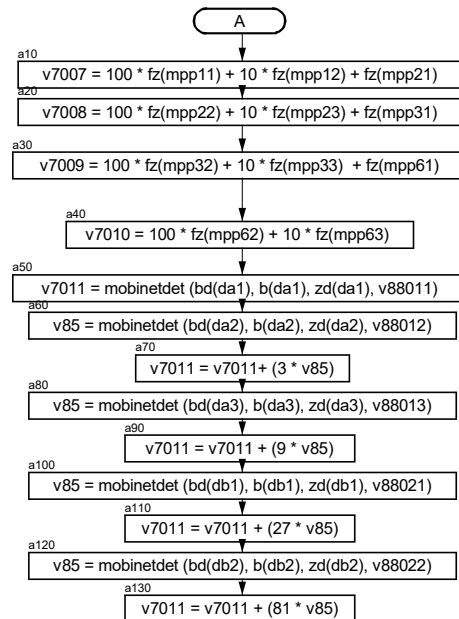 A
a10
v7007 = 100 * fz(mpp11) + 10 * fz(mpp12) + fz(mpp21)
a20
v7008 = 100 * fz(mpp22) + 10 * fz(mpp23) + fz(mpp31)
a30
v7009 = 100 * fz(mpp32) + 10 * fz(mpp33) + fz(mpp61)
a40
v7010 = 100 * fz(mpp62) + 10 * fz(mpp63)
a50
v7011 = mobinetdet (bd(da1), b(da1), zd(da1), v88011)
a60
v85 = mobinetdet (bd(da2), b(da2), zd(da2), v88012)
a70
v7011 = v7011+ (3 * v85)
a80
v85 = mobinetdet (bd(da3), b(da3), zd(da3), v88013)
a90
v7011 = v7011 + (9 * v85)
a100
v85 = mobinetdet (bd(db1), b(db1), zd(db1), v88021)
a110
v7011 = v7011 + (27 * v85)
a120
v85 = mobinetdet (bd(db2), b(db2), zd(db2), v88022)
a130
v7011 = v7011 + (81 * v85)